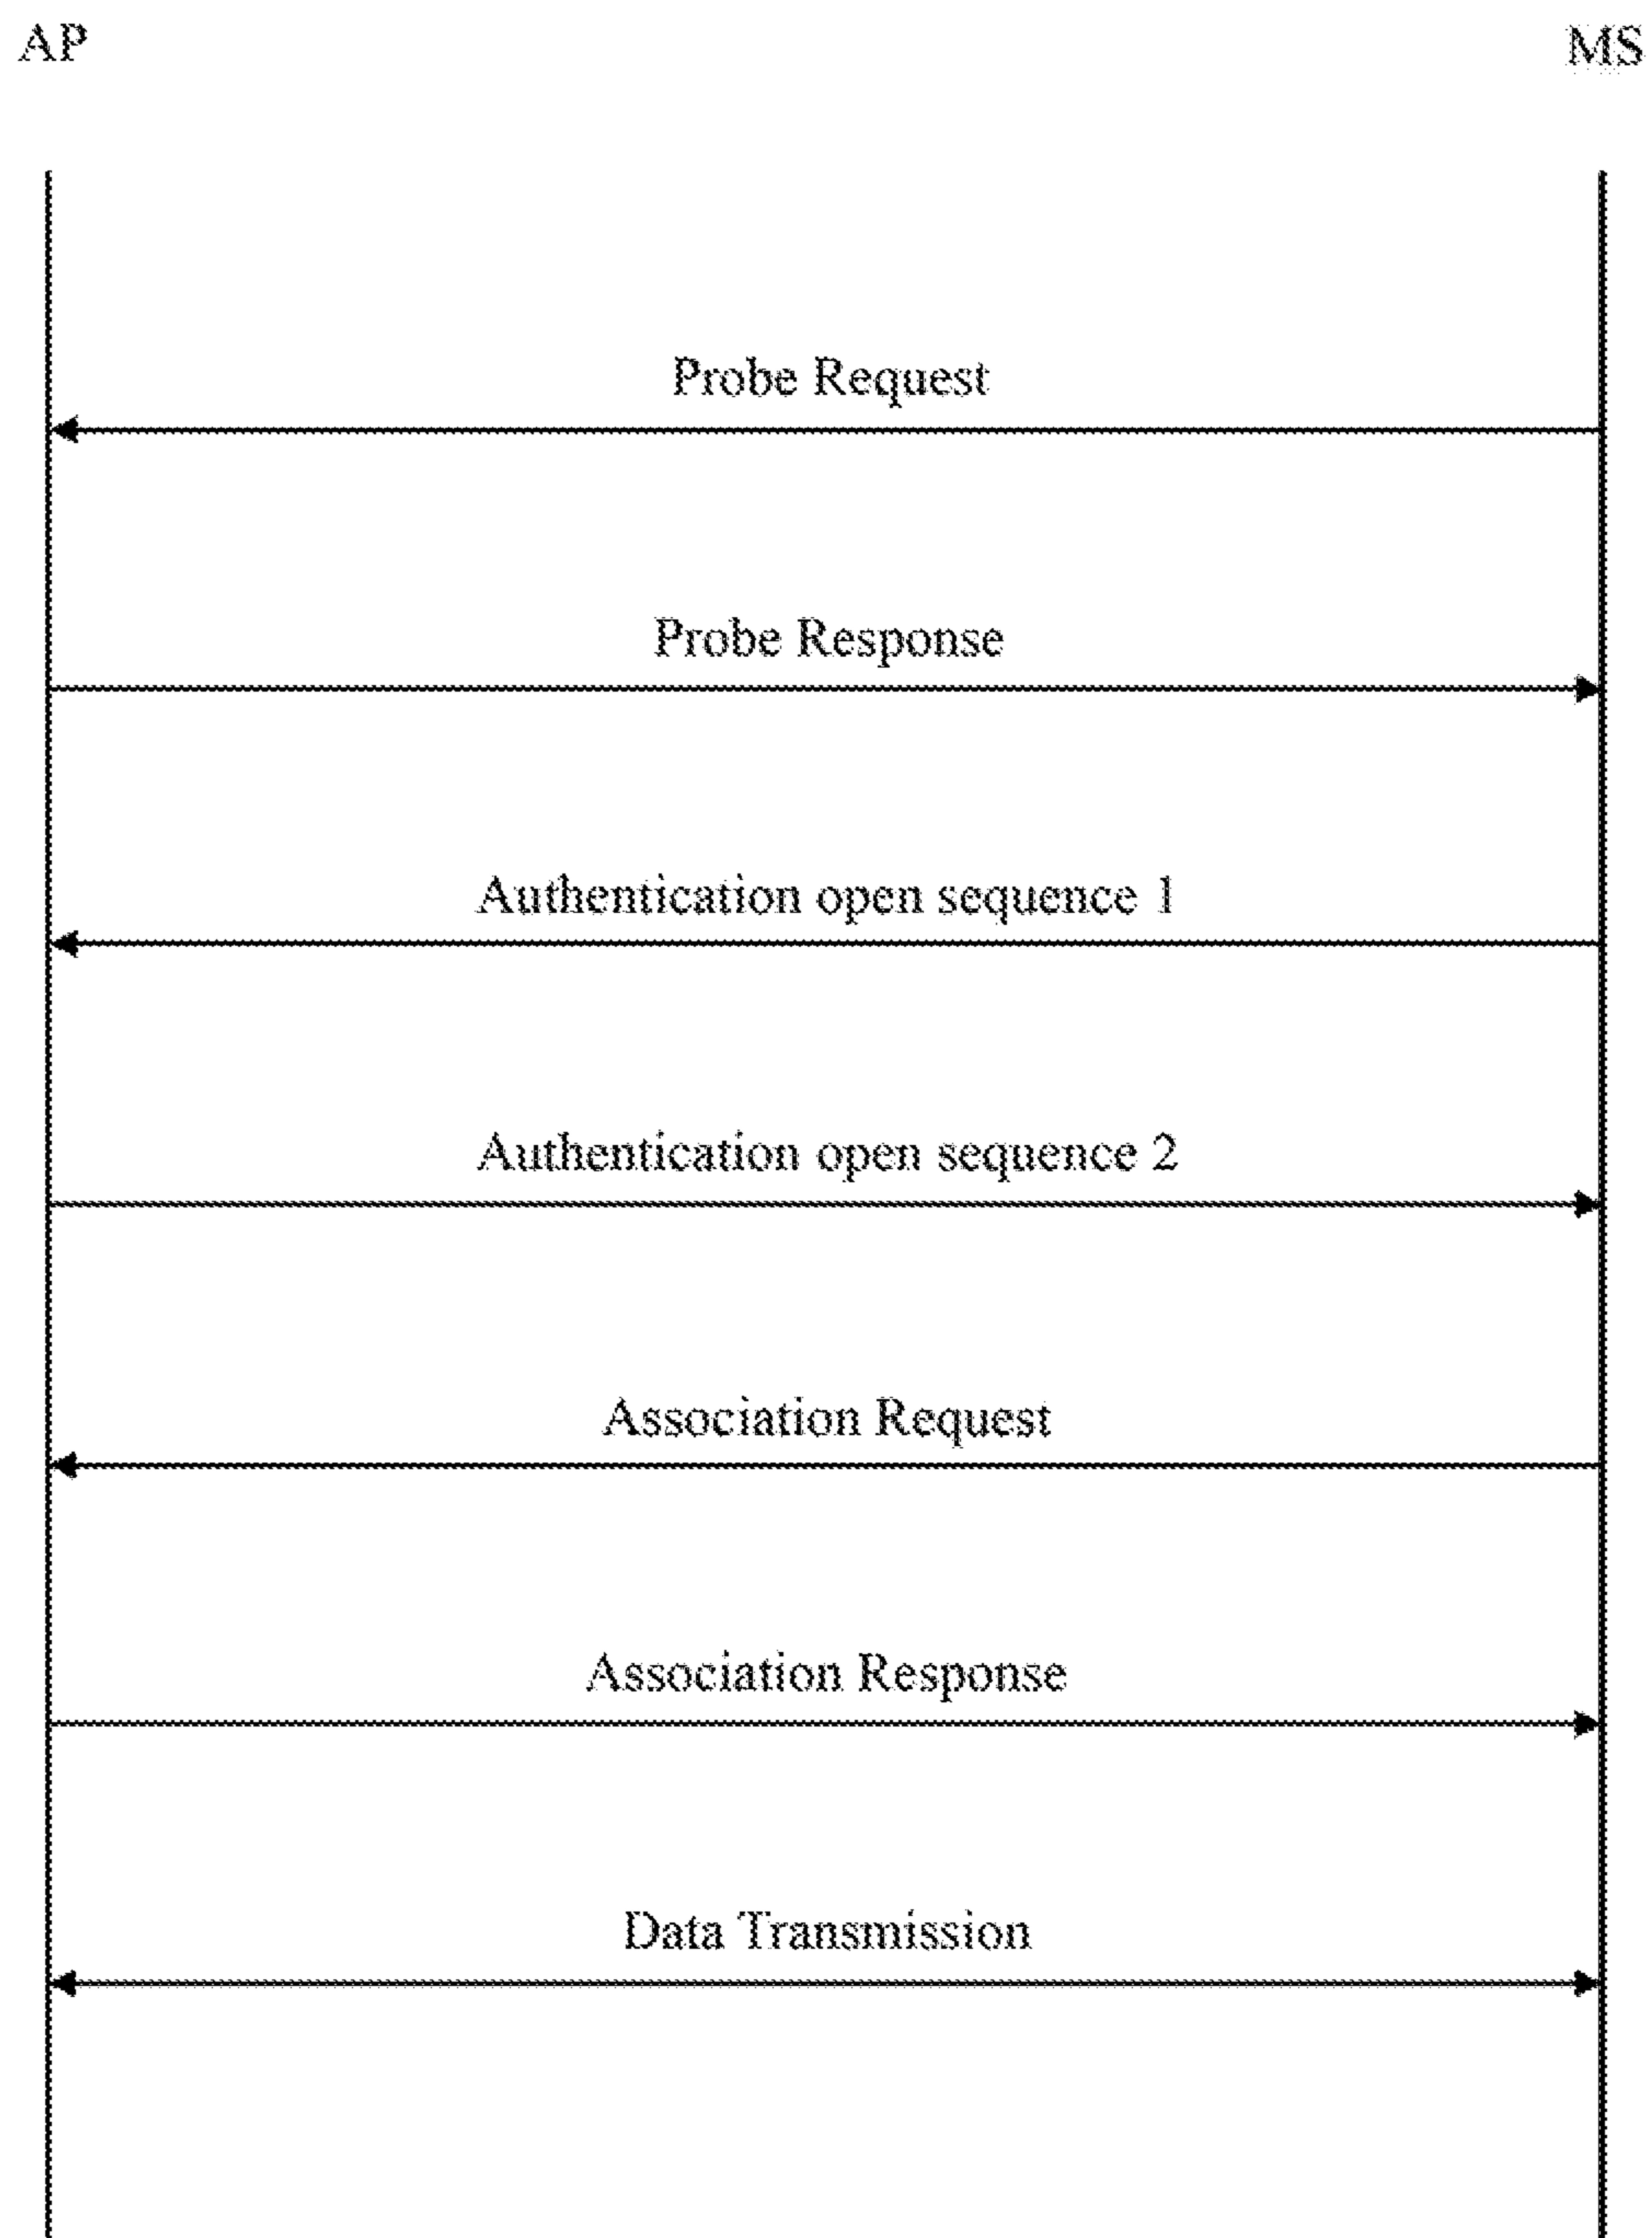 AP
MS
Probe Request
Probe Response
Authentication open sequence 1
Authentication open sequence 2
Association Request
Association Response
Data Transmission